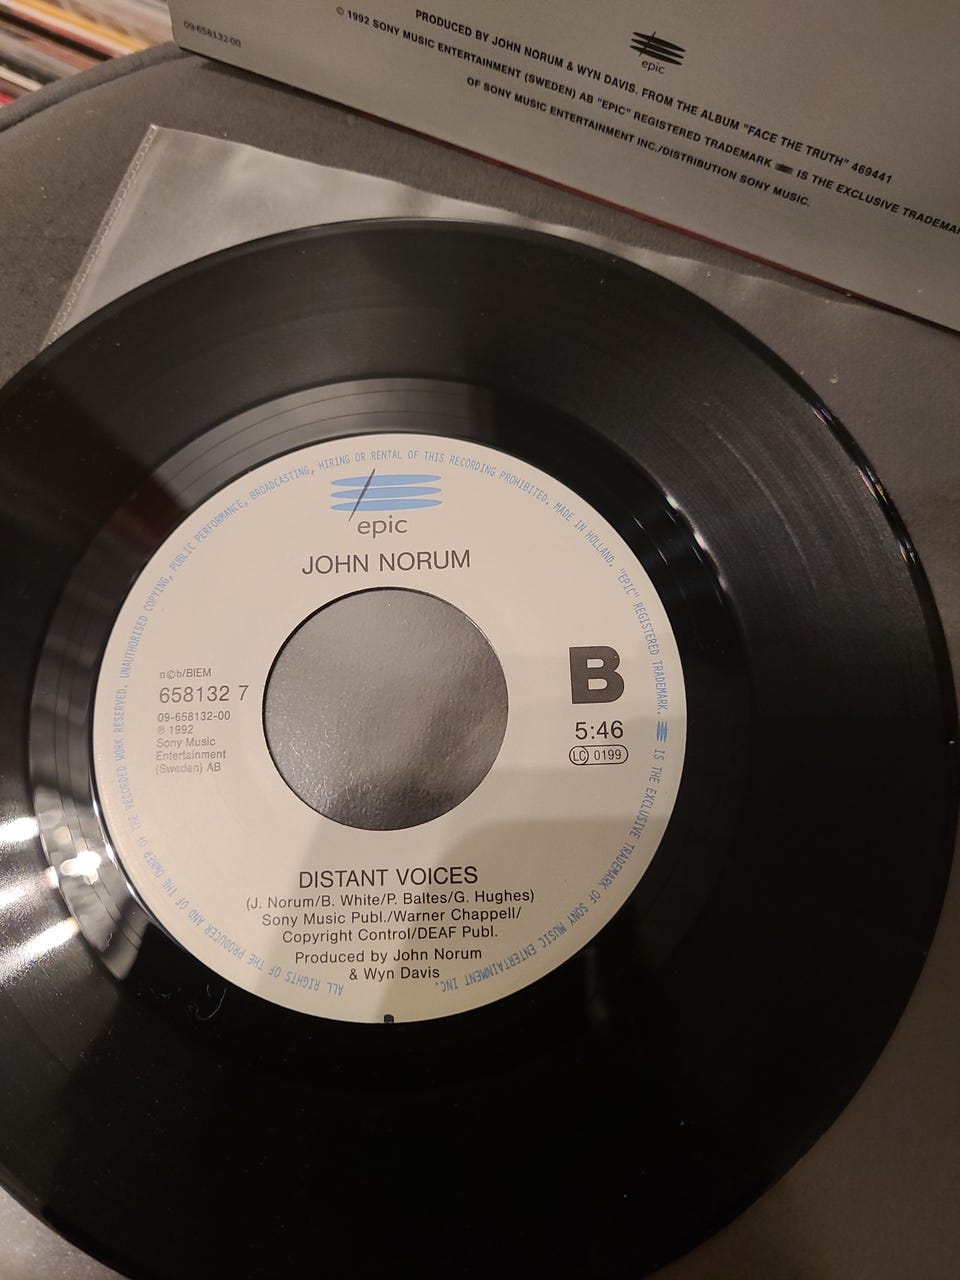 09-658132-00
epic
PRODUCED BY JOHN NORUM & WYN DAVIS. FROM THE ALBUM "FACE THE TRUTH" 469441
© 1992 SONY MUSIC ENTERTAINMENT (SWEDEN) AB "EPIC" REGISTERED TRADEMARK IS THE EXCLUSIVE TRADEMAR
OF SONY MUSIC ENTERTAINMENT INC./DISTRIBUTION SONY MUSIC.
ALL RIGHTS OF THE PRODUCER AND OF THE OWNER OF THE RECORDED WORK RESERVED. UNAUTHORISED COPYING, PUBLIC PERFORMANCE, BROADCASTING, HIRING OR RENTAL OF THIS RECORDING PROHIBITED. MADE IN HOLLAND. "EPIC" REGISTERED TRADEMARK. IS THE EXCLUSIVE TRADEMARK OF SONY MUSIC ENTERTAINMENT INC.
epic
JOHN NORUM
n©b/BIEM
658132 7
09-658132-00
℗ 1992
Sony Music
Entertainment
(Sweden) AB
B
5:46
LC 0199
DISTANT VOICES
(J. Norum/B. White/P. Baltes/G. Hughes)
Sony Music Publ./Warner Chappell/
Copyright Control/DEAF Publ.
Produced by John Norum
& Wyn Davis